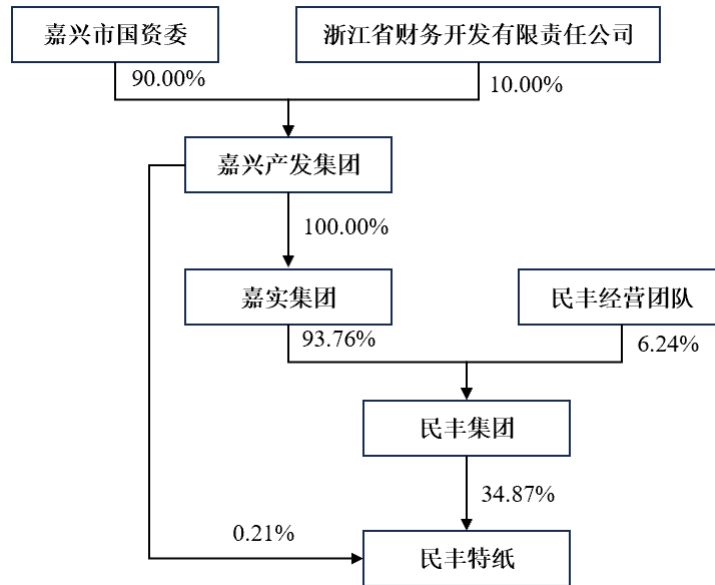 嘉兴市国资委
浙江省财务开发有限责任公司
90.00%
10.00%
嘉兴产发集团
100.00%
嘉实集团
民丰经营团队
93.76%
6.24%
民丰集团
34.87%
0.21%
民丰特纸